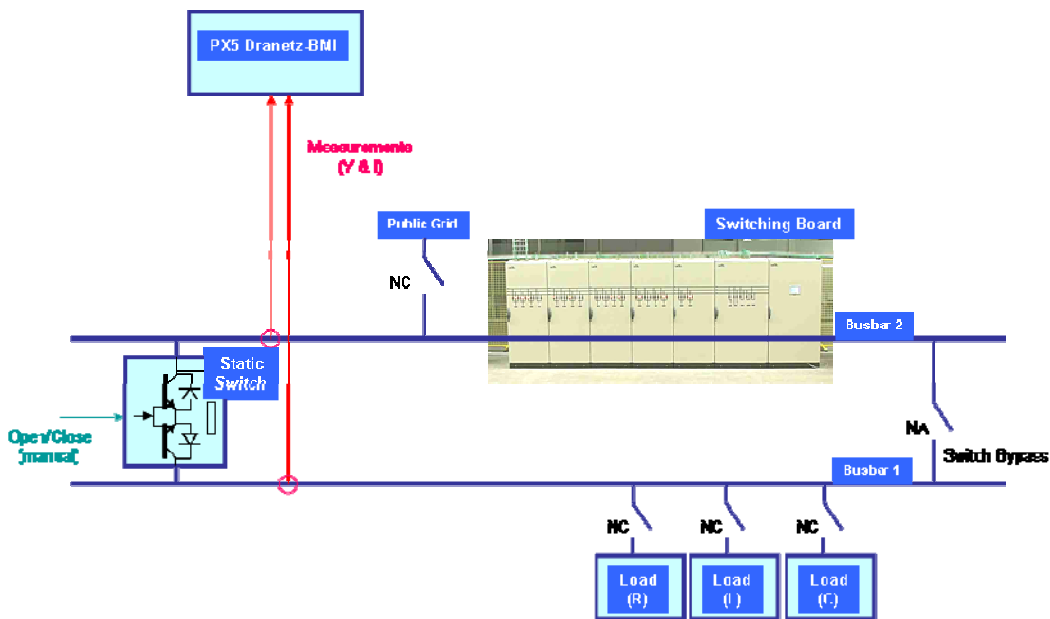 PX5 Dranetz-BMI
Measurements
(V & I)
Public Grid
Switching Board
NC
Busbar 2
Static
Switch
Open/Close
(manual)
NA
Switch Bypass
Busbar 1
NC
NC
NC
Load
(R)
Load
(L)
Load
(C)